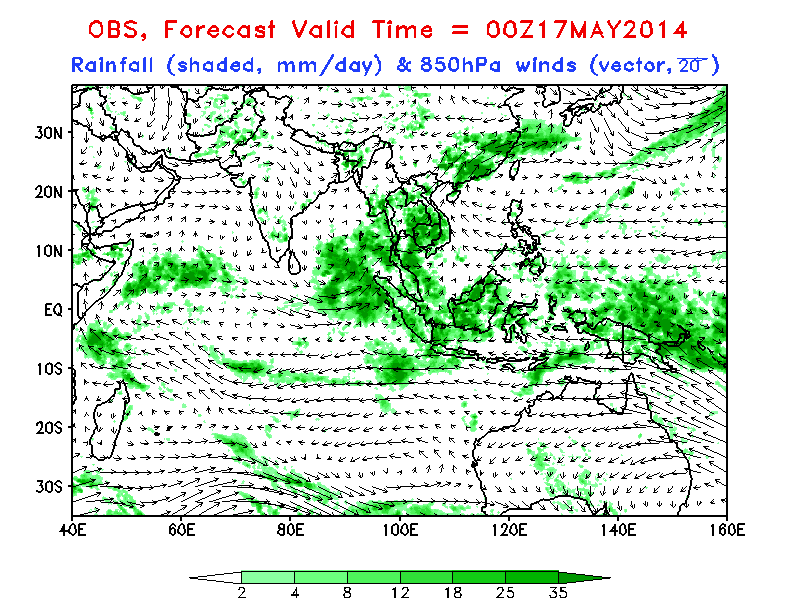 OBS, Forecast Valid Time = 00Z17MAY2014
Rainfall (shaded, mm/day) & 850hPa winds (vector, 20 )
30N
20N
10N
EQ
10S
20S
30S
40E 60E 80E 100E 120E 140E 160E
2 4 8 12 18 25 35